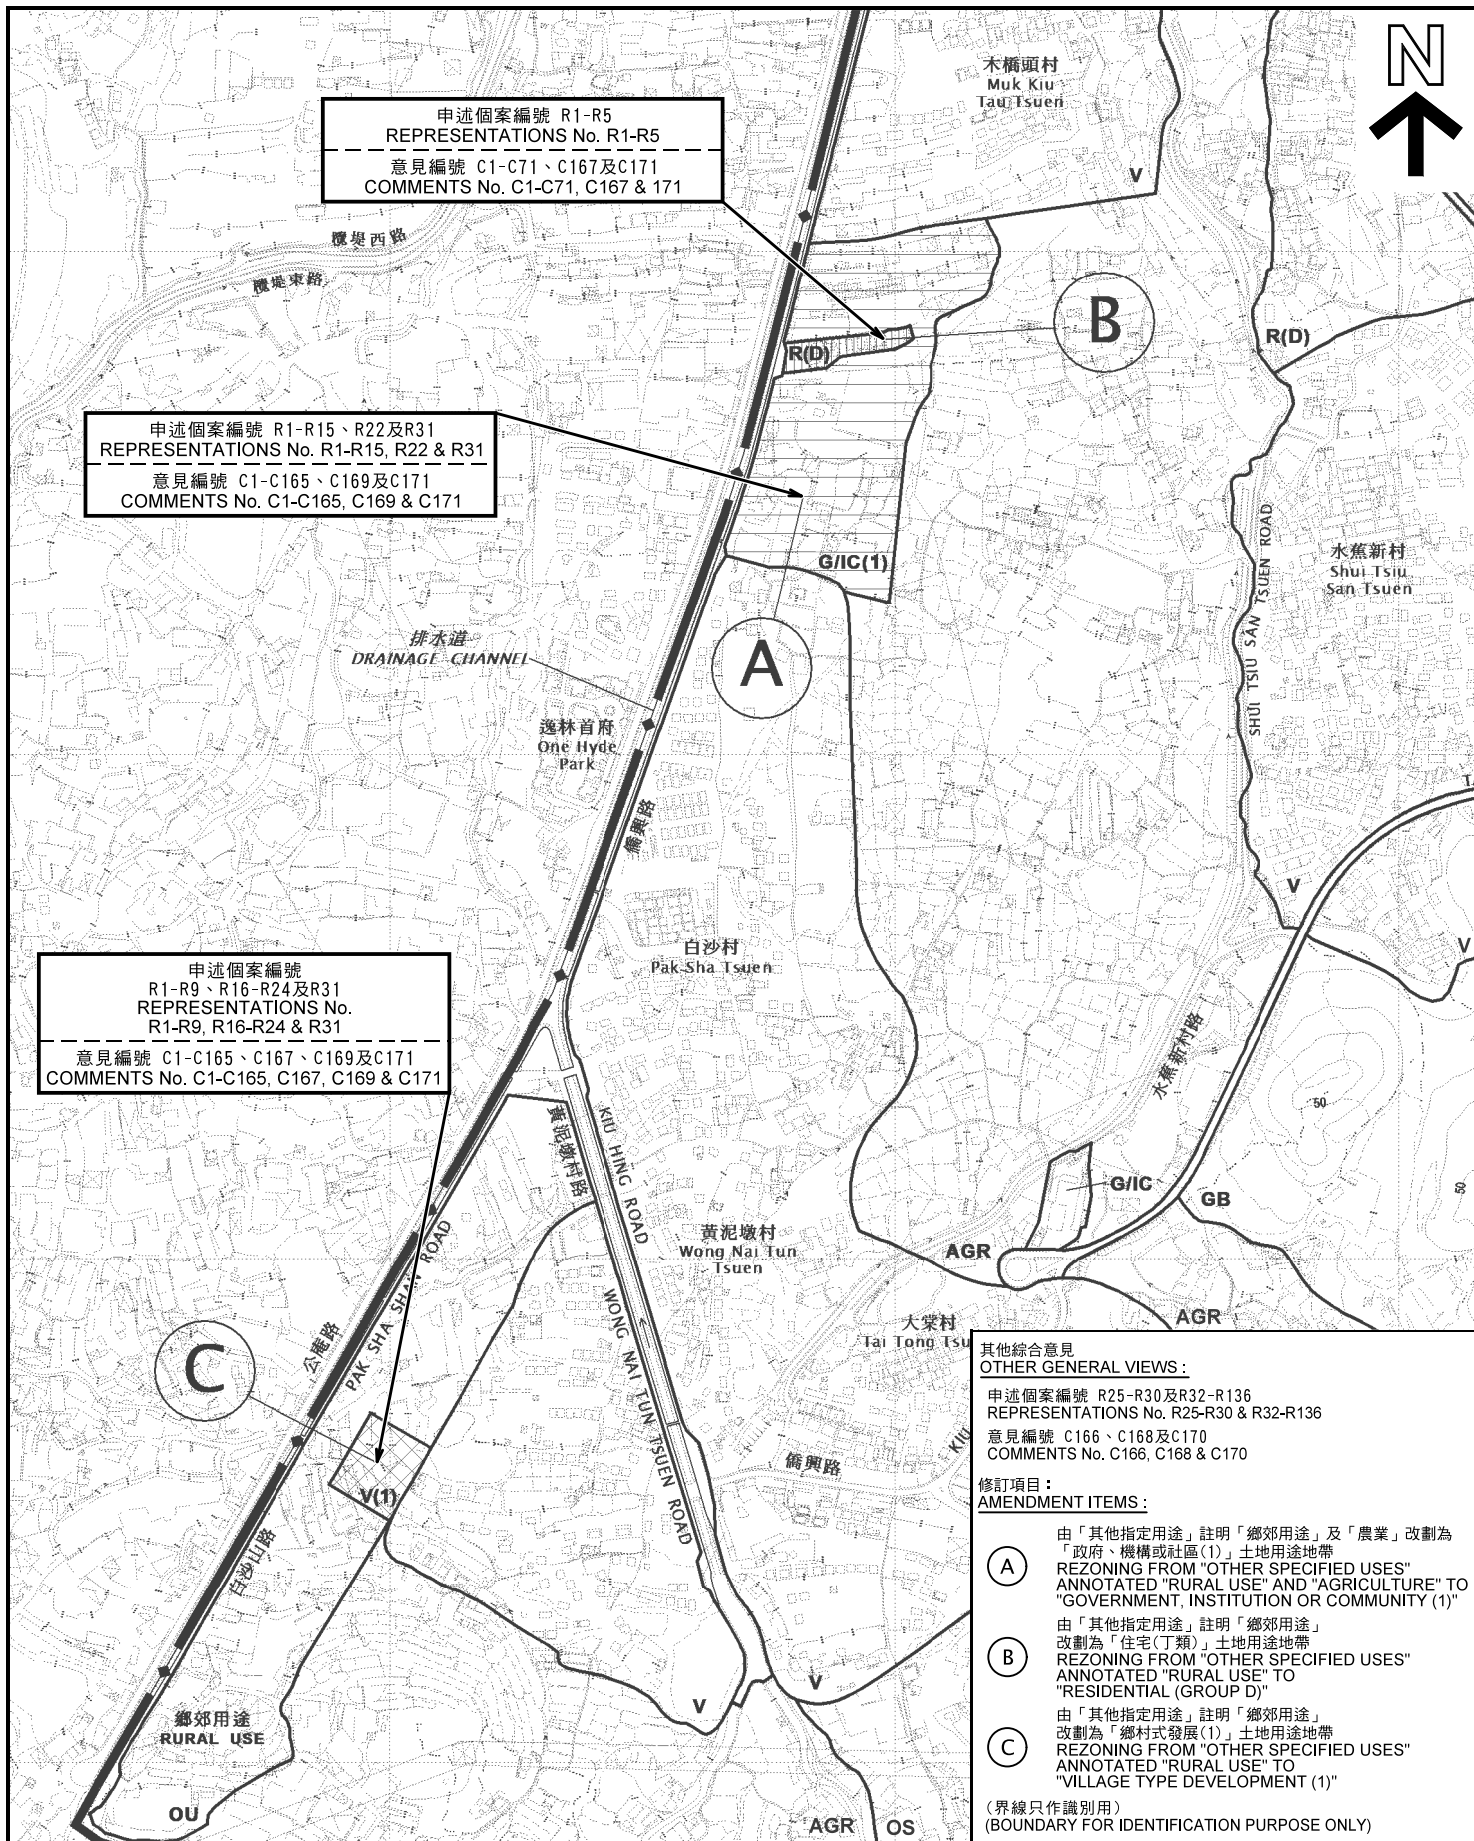 N
木橋頭村
Muk Kiu
Tau Tsuen
申述個案編號 R1-R5
REPRESENTATIONS No. R1-R5
意見編號 C1-C71、C167及C171
COMMENTS No. C1-C71, C167 & 171
V
欖堤西路
欖堤東路
B
R(D)
R(D)
申述個案編號 R1-R15、R22及R31
REPRESENTATIONS No. R1-R15, R22 & R31
意見編號 C1-C165、C169及C171
COMMENTS No. C1-C165, C169 & C171
G/IC(1)
SHUI TSIU SAN TSUEN ROAD
水蕉新村
Shui Tsiu
San Tsuen
A
排水道
DRAINAGE CHANNEL
逸林首府
One Hyde
Park
僑興路
V
V
白沙村
Pak Sha Tsuen
申述個案編號
R1-R9、R16-R24及R31
REPRESENTATIONS No.
R1-R9, R16-R24 & R31
意見編號 C1-C165、C167、C169及C171
COMMENTS No. C1-C165, C167, C169 & C171
水蕉新村路
50
50
黃泥墩村路
KIU HING ROAD
G/IC
GB
黃泥墩村
Wong Nai Tun
Tsuen
AGR
AGR
公庵路
PAK SHA SHAN ROAD
WONG NAI TUN TSUEN ROAD
大棠村
Tai Tong Tsu
C
V(1)
僑興路
KIU
白沙山路
鄉郊用途
RURAL USE
OU
V
V
AGR
OS
其他綜合意見
OTHER GENERAL VIEWS :
申述個案編號 R25-R30及R32-R136
REPRESENTATIONS No. R25-R30 & R32-R136
意見編號 C166、C168及C170
COMMENTS No. C166, C168 & C170
修訂項目：
AMENDMENT ITEMS :
A
由「其他指定用途」註明「鄉郊用途」及「農業」改劃為
「政府、機構或社區(1)」土地用途地帶
REZONING FROM "OTHER SPECIFIED USES"
ANNOTATED "RURAL USE" AND "AGRICULTURE" TO
"GOVERNMENT, INSTITUTION OR COMMUNITY (1)"
B
由「其他指定用途」註明「鄉郊用途」
改劃為「住宅(丁類)」土地用途地帶
REZONING FROM "OTHER SPECIFIED USES"
ANNOTATED "RURAL USE" TO
"RESIDENTIAL (GROUP D)"
C
由「其他指定用途」註明「鄉郊用途」
改劃為「鄉村式發展(1)」土地用途地帶
REZONING FROM "OTHER SPECIFIED USES"
ANNOTATED "RURAL USE" TO
"VILLAGE TYPE DEVELOPMENT (1)"
(界線只作識別用)
(BOUNDARY FOR IDENTIFICATION PURPOSE ONLY)